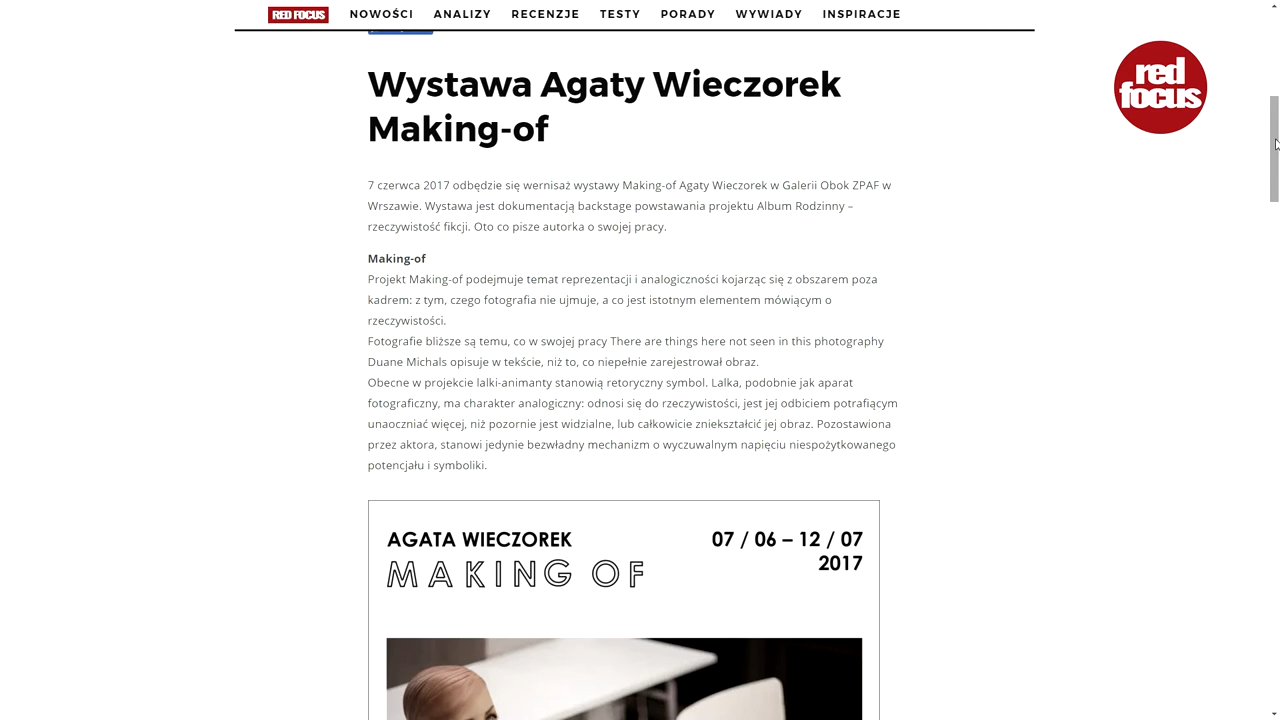 RED FOCUS NOWOŚCI ANALIZY RECENZJE TESTY PORADY WYWIADY INSPIRACJE
red
focus
Wystawa Agaty Wieczorek
Making-of
7 czerwca 2017 odbędzie się wernisaż wystawy Making-of Agaty Wieczorek w Galerii Obok ZPAF w
Wrszawie. Wystawa jest dokumentacją backstage powstawania projektu Album Rodzinny –
rzeczywistość fikcji. Oto co pisze autorka o swojej pracy.
Making-of
Projekt Making-of podejmuje temat reprezentacji i analogiczności kojarząc się z obszarem poza
kadrem: z tym, czego fotografia nie ujmuje, a co jest istotnym elementem mówiącym o
rzeczywistości.
Fotografie bliższe są temu, co w swojej pracy There are things here not seen in this photography
Duane Michals opisuje w tekście, niż to, co niepełnie zarejestrował obraz.
Obecne w projekcie lalki-animanty stanowią retoryczny symbol. Lalka, podobnie jak aparat
fotograficzny, ma charakter analogiczny: odnosi się do rzeczywistości, jest jej odbiciem potrafiącym
unaoczniać więcej, niż pozornie jest widzialne, lub całkowicie zniekształcić jej obraz. Pozostawiona
przez aktora, stanowi jedynie bezwładny mechanizm o wyczuwalnym napięciu niespożytkowanego
potencjału i symboliki.
AGATA WIECZOREK 07 / 06 – 12 / 07
MAKING OF 2017